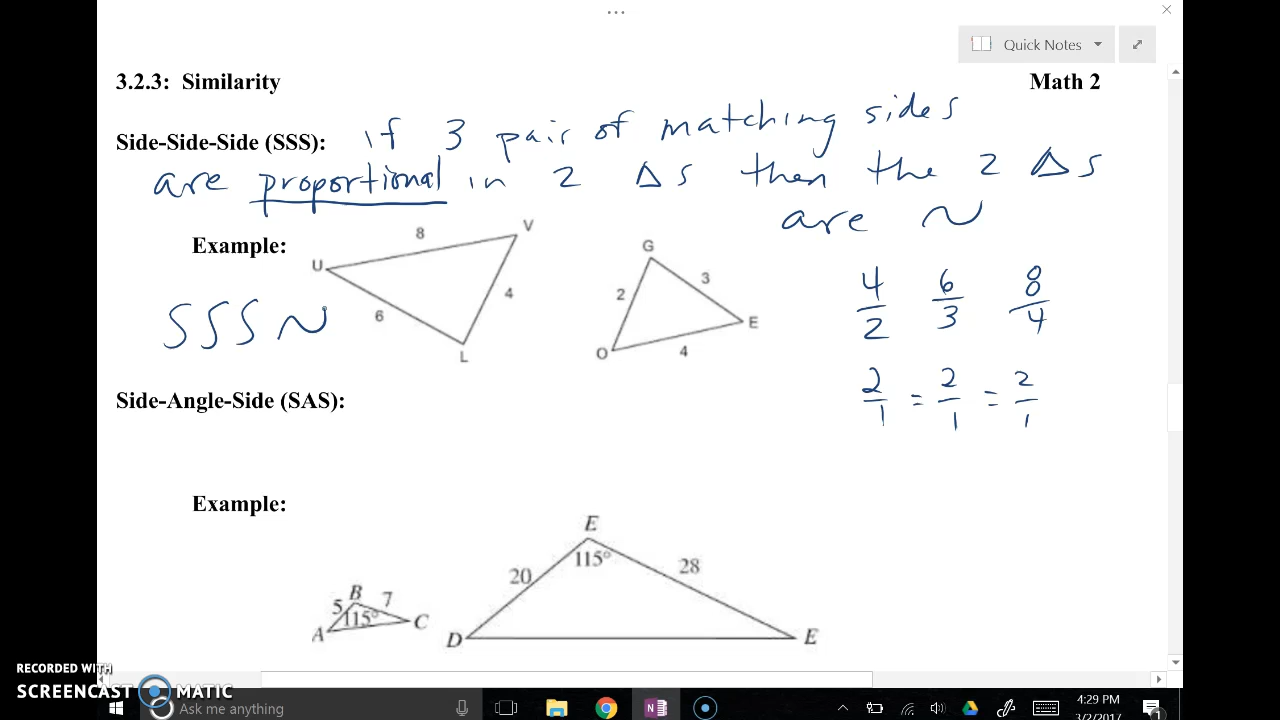 Quick Notes
3.2.3: Similarity Math 2
Side-Side-Side (SSS): if 3 pair of matching sides
are proportional in 2 Δs then the 2 Δs
are ~
Example:
8 V
U
4
6
L
G
3
2
E
O
4
SSS ~
4/2 6/3 8/4
2/1 = 2/1 = 2/1
Side-Angle-Side (SAS):
Example:
E
115°
20 28
D E
B
5 7
115°
A C
RECORDED WITH
SCREENCAST MATIC
Ask me anything
4:29 PM
3/2/2017